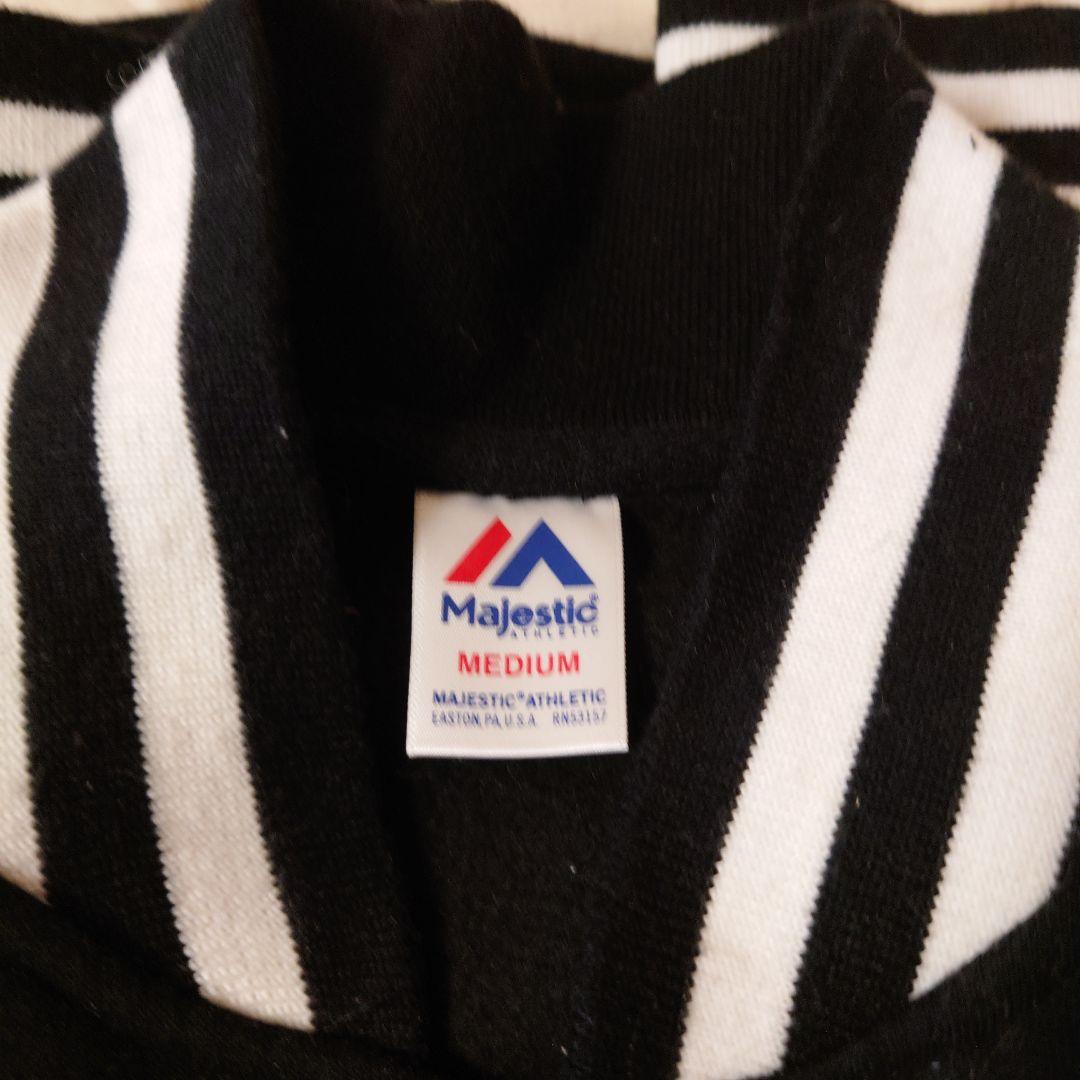 Majestic®
ATHLETIC
MEDIUM
MAJESTIC® ATHLETIC
EASTON, PA, U.S.A. RN53157